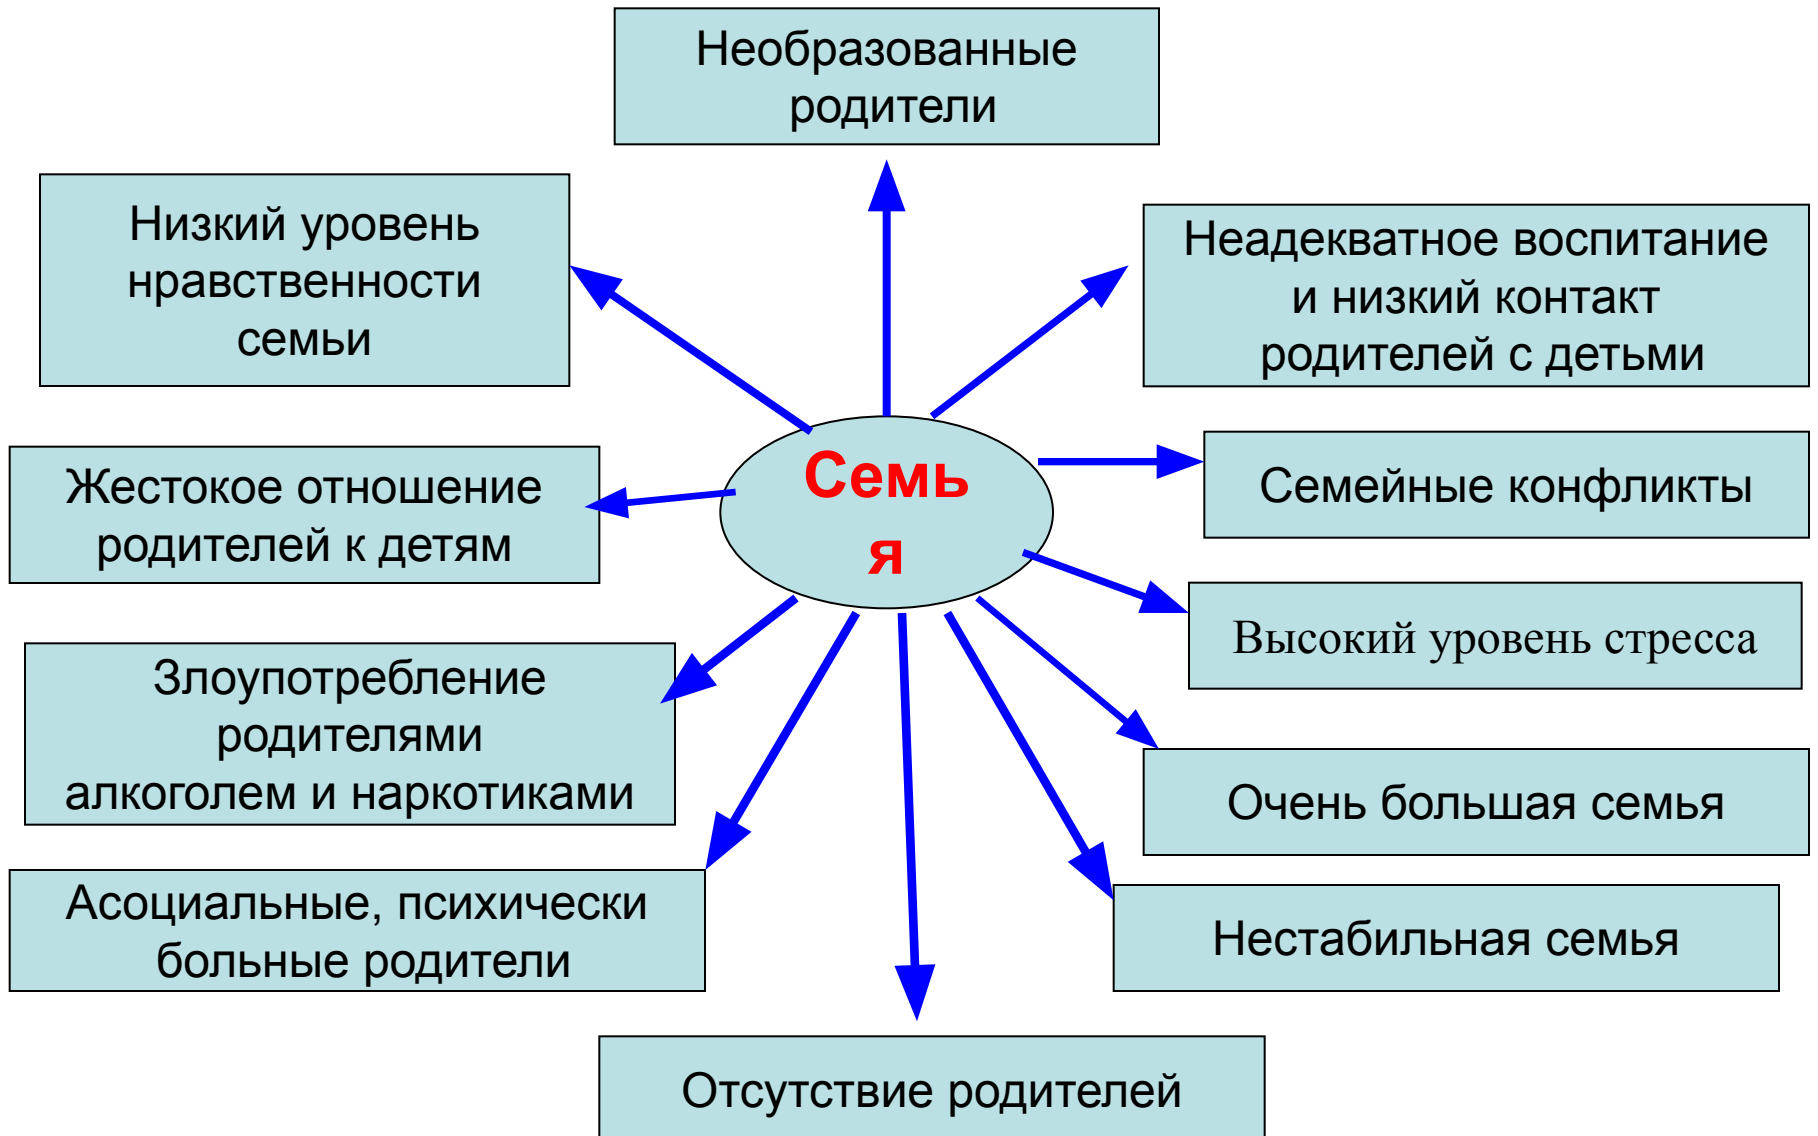 Необразованные
родители
Низкий уровень
нравственности
семьи
Неадекватное воспитание
и низкий контакт
родителей с детьми
Семь
я
Жестокое отношение
родителей к детям
Семейные конфликты
Высокий уровень стресса
Злоупотребление
родителями
алкоголем и наркотиками
Очень большая семья
Асоциальные, психически
больные родители
Нестабильная семья
Отсутствие родителей